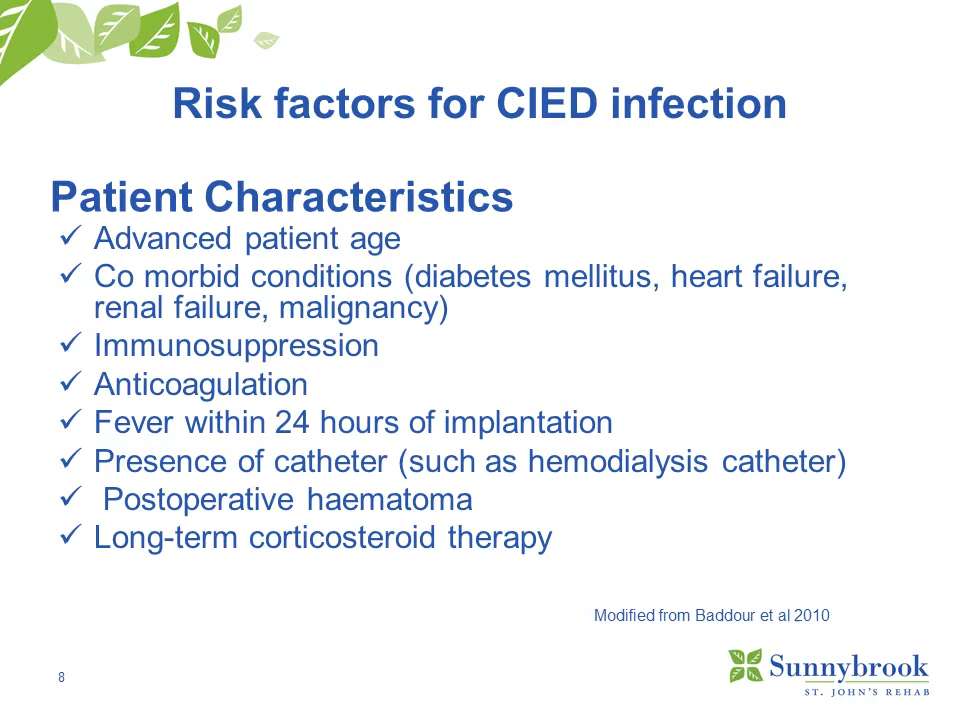 Risk factors for CIED infection
Patient Characteristics
✓ Advanced patient age
✓ Co morbid conditions (diabetes mellitus, heart failure,
renal failure, malignancy)
✓ Immunosuppression
✓ Anticoagulation
✓ Fever within 24 hours of implantation
✓ Presence of catheter (such as hemodialysis catheter)
✓ Postoperative haematoma
✓ Long-term corticosteroid therapy
Modified from Baddour et al 2010
8
Sunnybrook
ST. JOHN'S REHAB